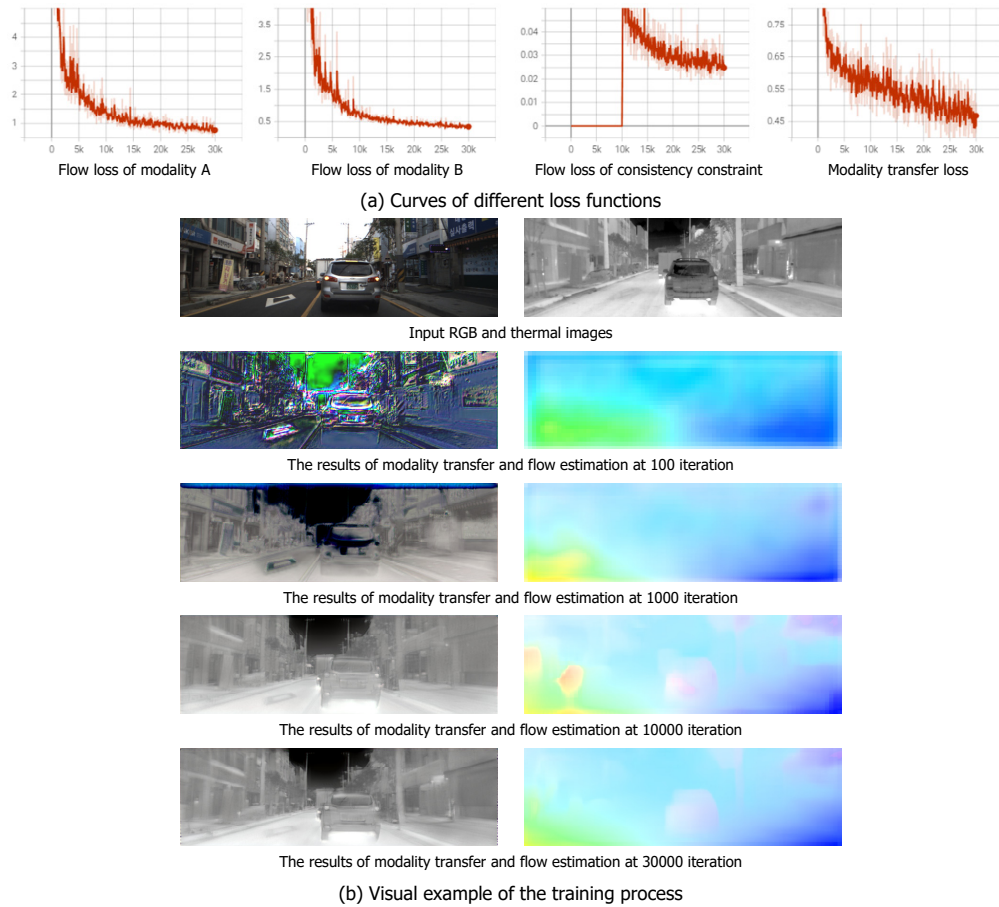 4
3
2
1
0 5k 10k 15k 20k 25k 30k
Flow loss of modality A
3.5
2.5
1.5
0.5
0 5k 10k 15k 20k 25k 30k
Flow loss of modality B
0.04
0.03
0.02
0.01
0
0 5k 10k 15k 20k 25k 30k
Flow loss of consistency constraint
0.75
0.65
0.55
0.45
0 5k 10k 15k 20k 25k 30k
Modality transfer loss
(a) Curves of different loss functions
실사출력
Input RGB and thermal images
The results of modality transfer and flow estimation at 100 iteration
The results of modality transfer and flow estimation at 1000 iteration
The results of modality transfer and flow estimation at 10000 iteration
The results of modality transfer and flow estimation at 30000 iteration
(b) Visual example of the training process